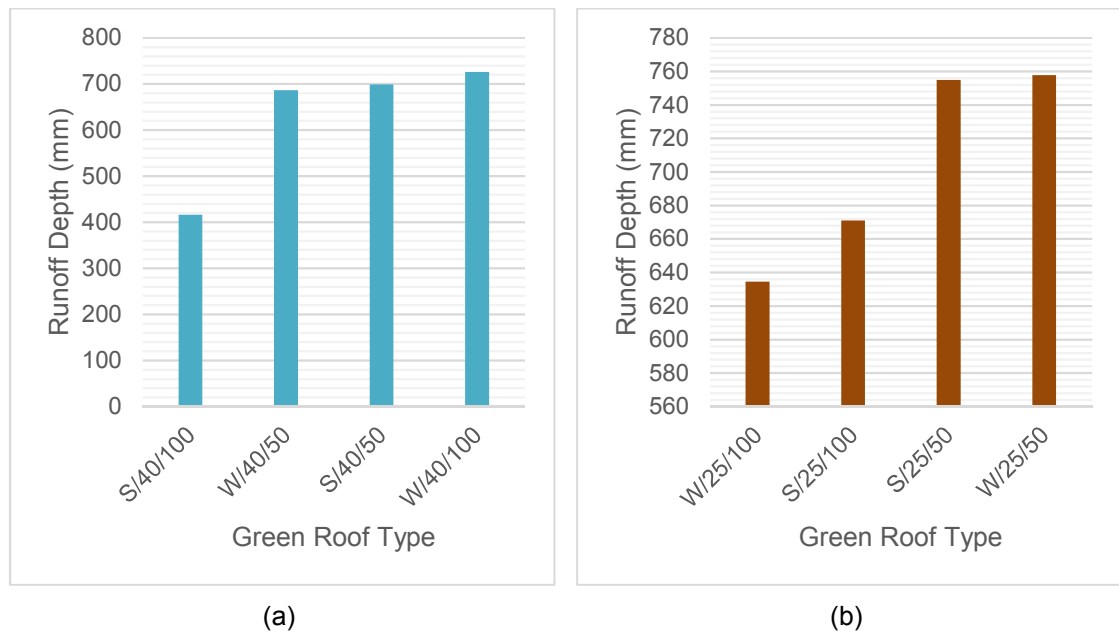 800
700
600
500
400
300
200
100
0
Runoff Depth (mm)
S/40/100
W/40/50
S/40/50
W/40/100
Green Roof Type
(a)
780
760
740
720
700
680
660
640
620
600
580
560
Runoff Depth (mm)
W/25/100
S/25/100
S/25/50
W/25/50
Green Roof Type
(b)